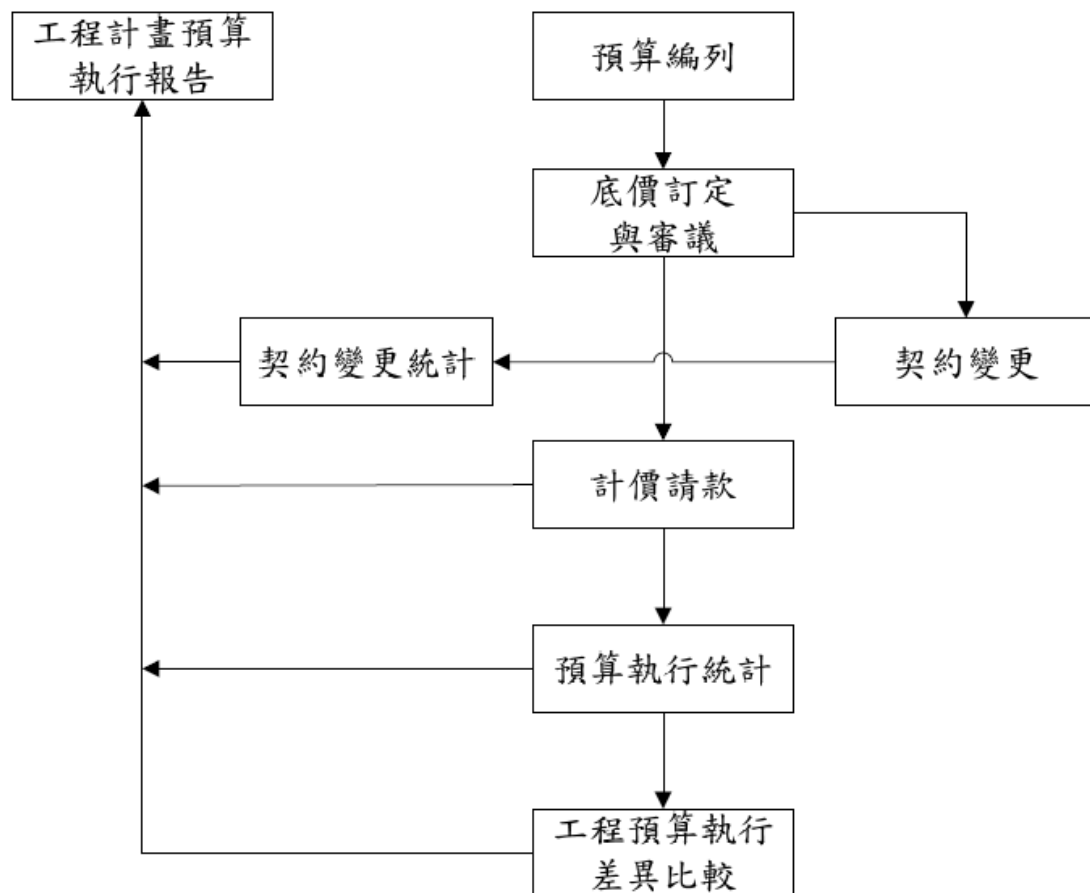 工程計畫預算
執行報告
預算編列
底價訂定
與審議
契約變更統計
契約變更
計價請款
預算執行統計
工程預算執行
差異比較